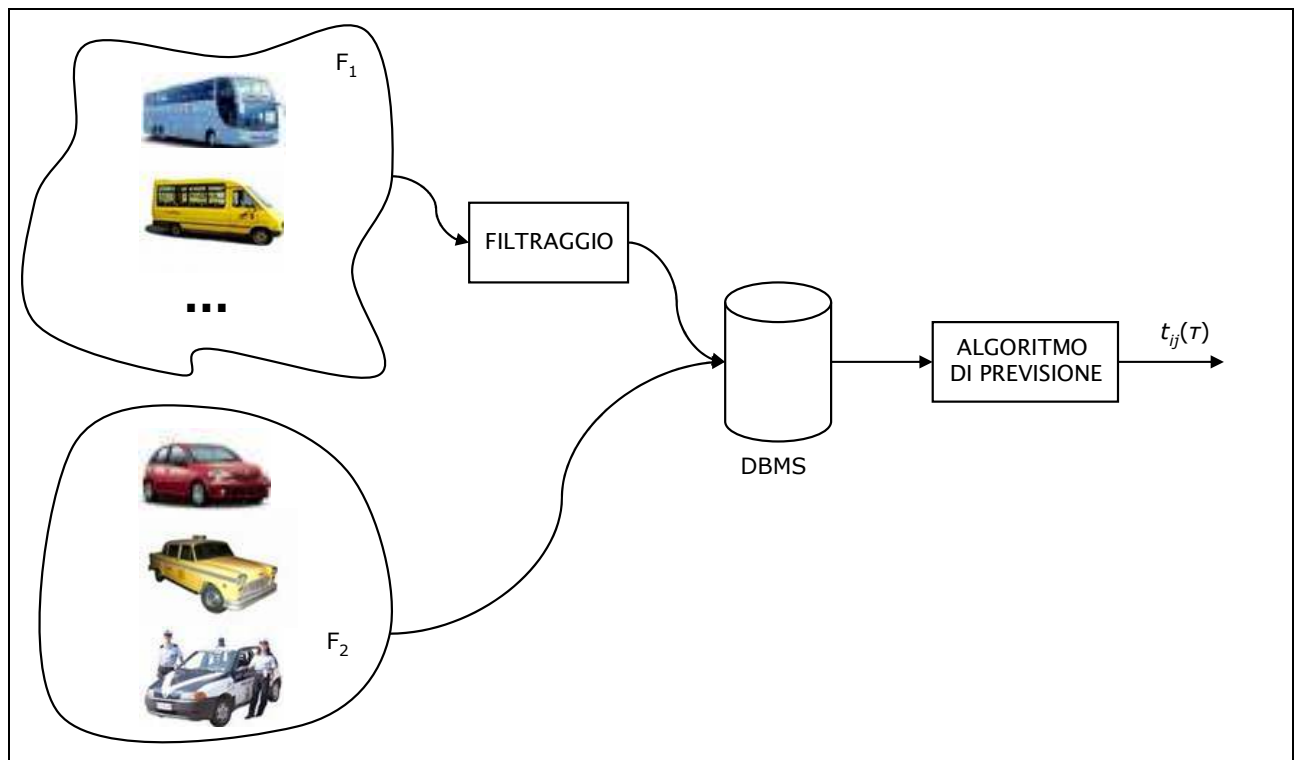 F1
...
FILTRAGGIO
DBMS
ALGORITMO
DI PREVISIONE
tij(τ)
F2